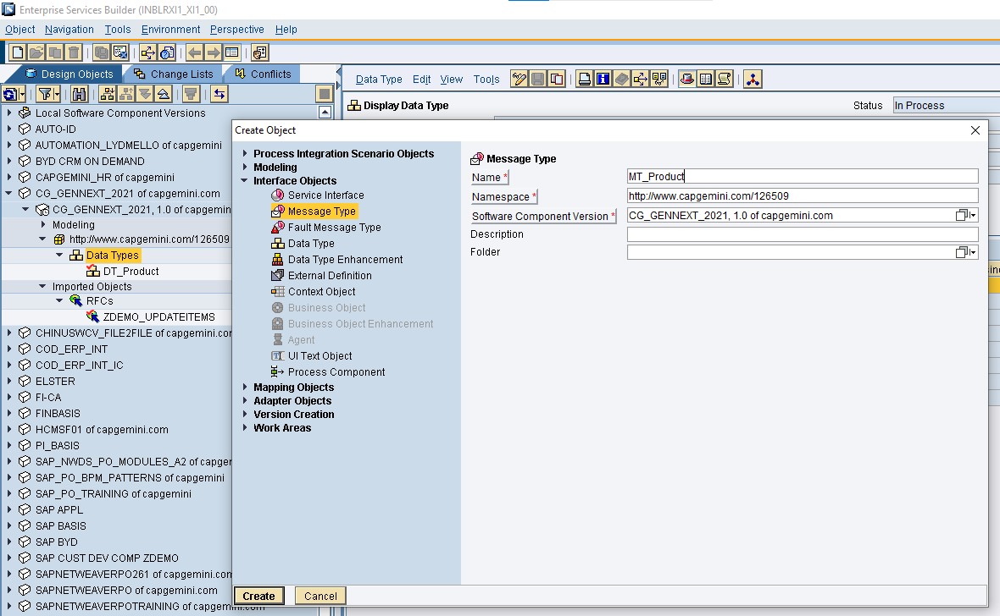 Enterprise Services Builder (INBLRXI1_XI1_00)
Object Navigation Tools Environment Perspective Help
Design Objects Change Lists Conflicts
Data Type Edit View Tools
Display Data Type
Status In Process
Local Software Component Versions
AUTO-ID
AUTOMATION_LYDMELLO of capgemini
BYD CRM ON DEMAND
CAPGEMINI_HR of capgemini
CG_GENNEXT_2021 of capgemini.com
CG_GENNEXT_2021, 1.0 of capgemin
Modeling
http://www.capgemini.com/126509
Data Types
DT_Product
Imported Objects
RFCs
ZDEMO_UPDATEITEMS
CHINUSWCV_FILE2FILE of capgemini.cor
COD_ERP_INT
COD_ERP_INT_IC
ELSTER
FI-CA
FINBASIS
HCMSF01 of capgemini.com
PI_BASIS
SAP_NWDS_PO_MODULES_A2 of capger
SAP_PO_BPM_PATTERNS of capgemini
SAP_PO_TRAINING of capgemini
SAP APPL
SAP BASIS
SAP BYD
SAP CUST DEV COMP ZDEMO
SAPNETWEAVERPO261 of capgemini.con
SAPNETWEAVERPO of capgemini.com
SAPNETWEAVERPOTRAINING of capgemini.com
Create Object
Process Integration Scenario Objects
Modeling
Interface Objects
Service Interface
Message Type
Fault Message Type
Data Type
Data Type Enhancement
External Definition
Context Object
Business Object
Business Object Enhancement
Agent
UI Text Object
Process Component
Mapping Objects
Adapter Objects
Version Creation
Work Areas
Message Type
Name * MT_Product
Namespace * http://www.capgemini.com/126509
Software Component Version * CG_GENNEXT_2021, 1.0 of capgemini.com
Description
Folder
Create Cancel